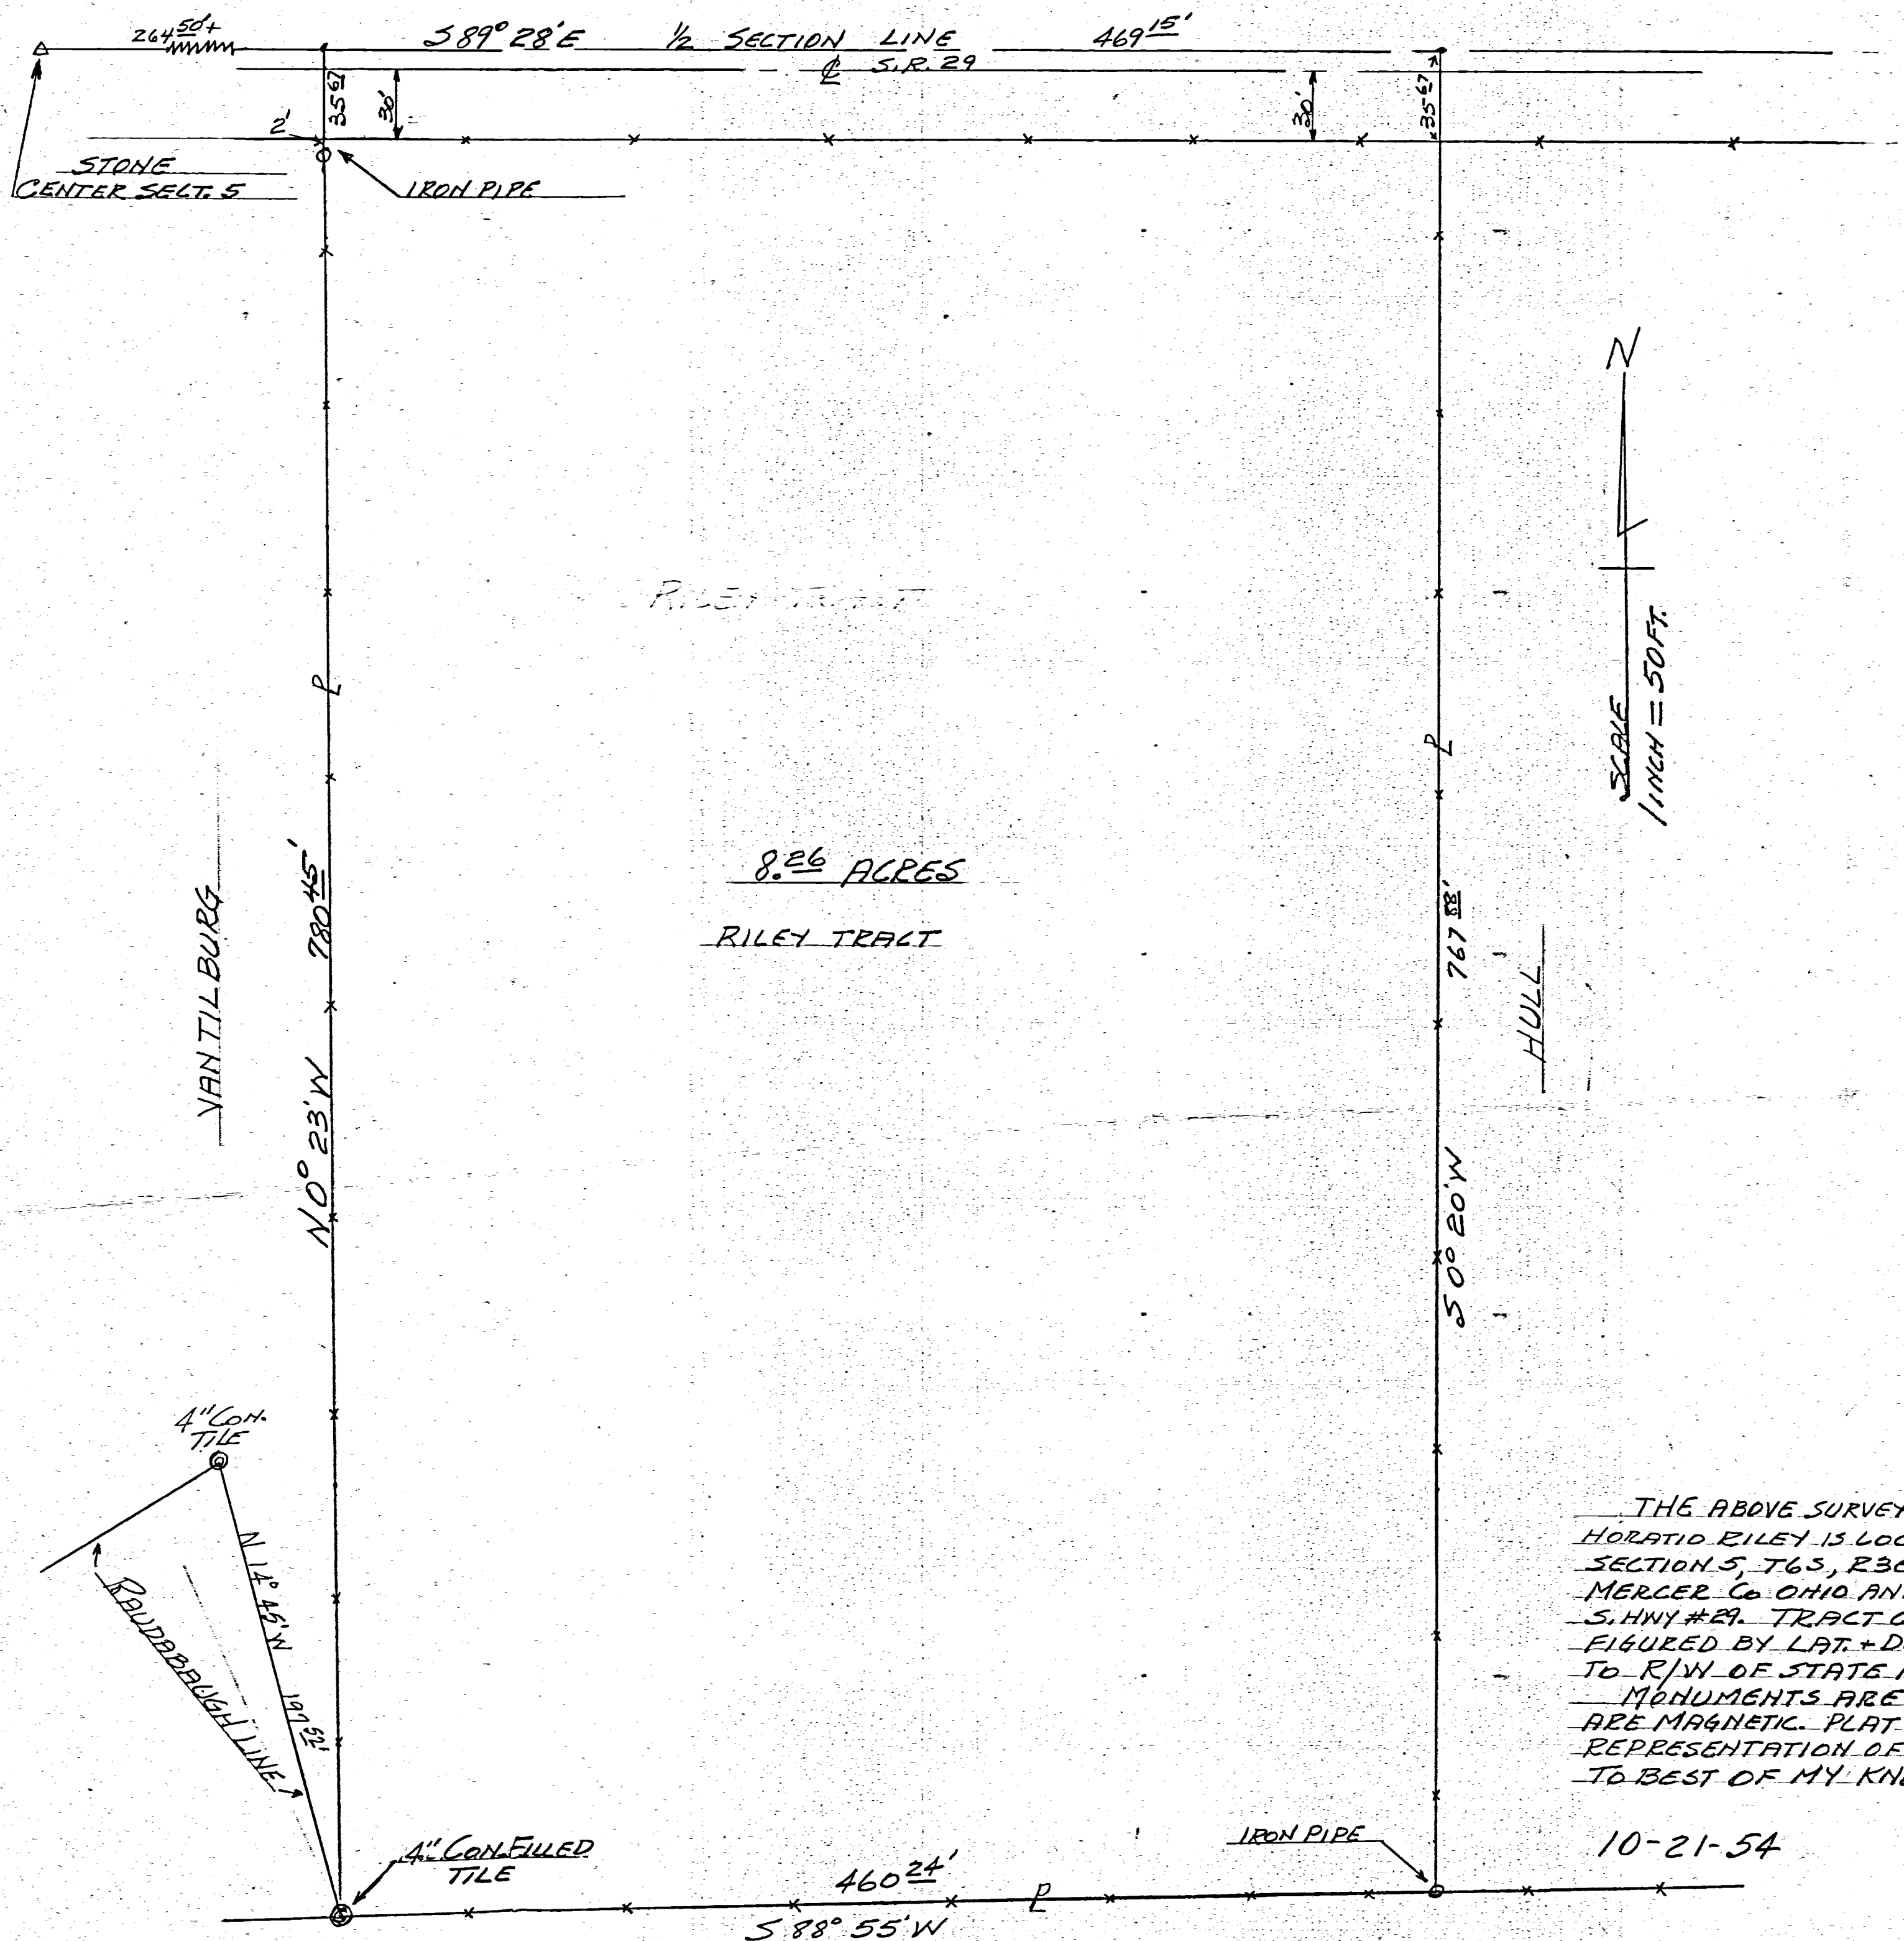 264 50'+
S 89° 28' E 1/2 SECTION LINE 469 15'
℄ S.R. 29
35 67
30'
30'
35 67
2'
STONE
CENTER SECT. 5
IRON PIPE
N
RILEY TRACT
SCALE
1 INCH = 50 FT.
P L
P L
8.26 ACRES
RILEY TRACT
VANTILBURG
N 0° 23' W 780 45'
767 88'
S 0° 20' W
HULL
4" CON.
TILE
N 14° 45' W 197 52'
RAUDABAUGH LINE
4" CON. FILLED
TILE
460 24'
P L
S 88° 55' W
IRON PIPE
THE ABOVE SURVEY
HORATIO RILEY IS
SECTION 5, T6S,
MERCER Co OHIO
S. HWY #29. TRACT
FIGURED BY LAT. +
TO R/W OF STATE
MONUMENTS ARE
ARE MAGNETIC. PLAT
REPRESENTATION OF
TO BEST OF MY
10-21-54